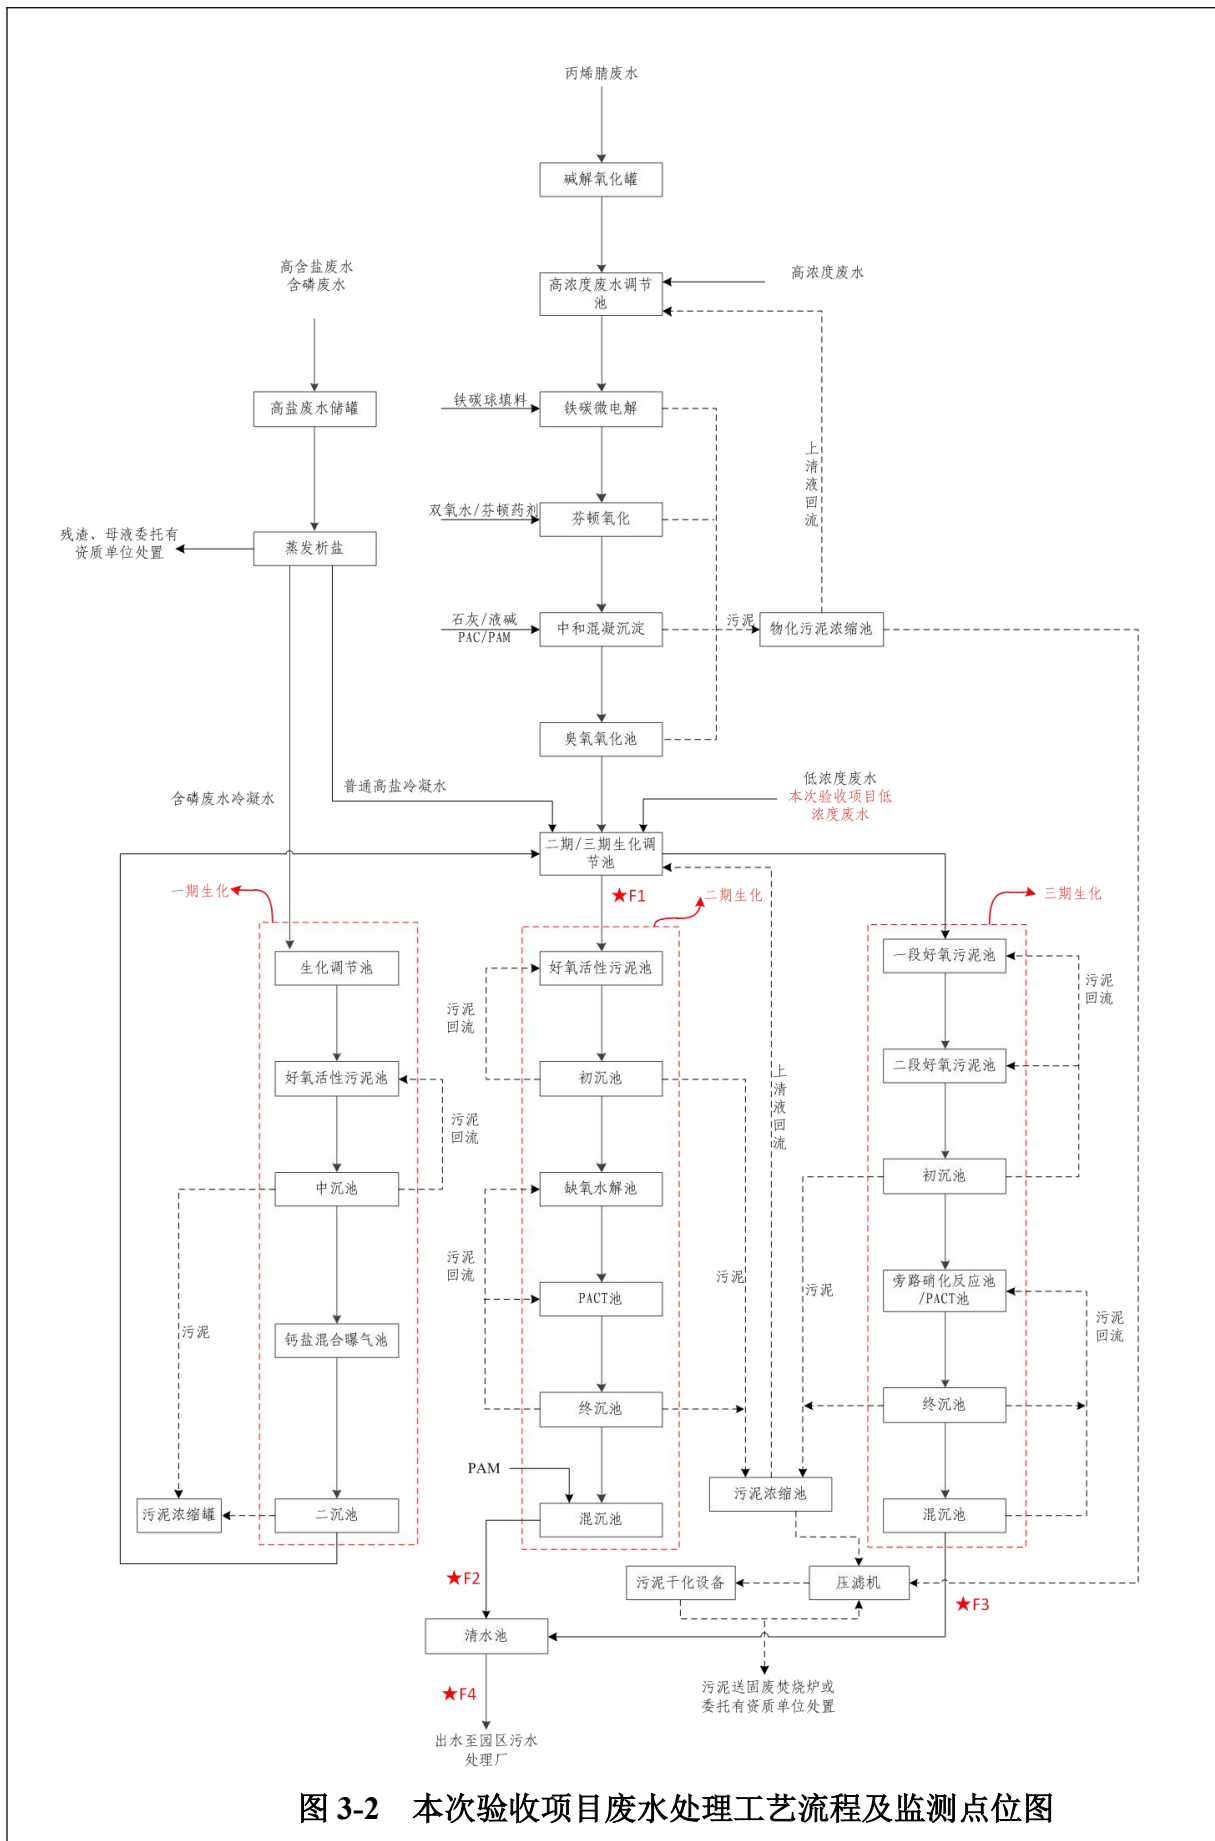 丙烯腈废水
碱解氧化罐
高含盐废水
含磷废水
高浓度废水调节
池
高浓度废水
高盐废水储罐
铁碳球填料
铁碳微电解
上
清
液
回
流
双氧水/芬顿药剂
芬顿氧化
残渣、母液委托有
资质单位处置
蒸发析盐
石灰/液碱
PAC/PAM
中和混凝沉淀
污泥
物化污泥浓缩池
臭氧氧化池
含磷废水冷凝水
普通高盐冷凝水
低浓度废水
本次验收项目低
浓度废水
二期/三期生化调
节池
一期生化
★F1
二期生化
三期生化
生化调节池
好氧活性污泥池
一段好氧污泥池
污泥
回流
污泥
回流
好氧活性污泥池
初沉池
二段好氧污泥池
上
清
液
回
流
污泥
回流
中沉池
缺氧水解池
初沉池
污泥
回流
污泥
污泥
旁路硝化反应池
/PACT池
PACT池
污泥
钙盐混合曝气池
污泥
回流
终沉池
终沉池
PAM
污泥浓缩池
污泥浓缩罐
二沉池
混沉池
混沉池
★F2
污泥干化设备
压滤机
★F3
清水池
★F4
污泥送固废焚烧炉或
委托有资质单位处置
出水至园区污水
处理厂
图 3-2 本次验收项目废水处理工艺流程及监测点位图